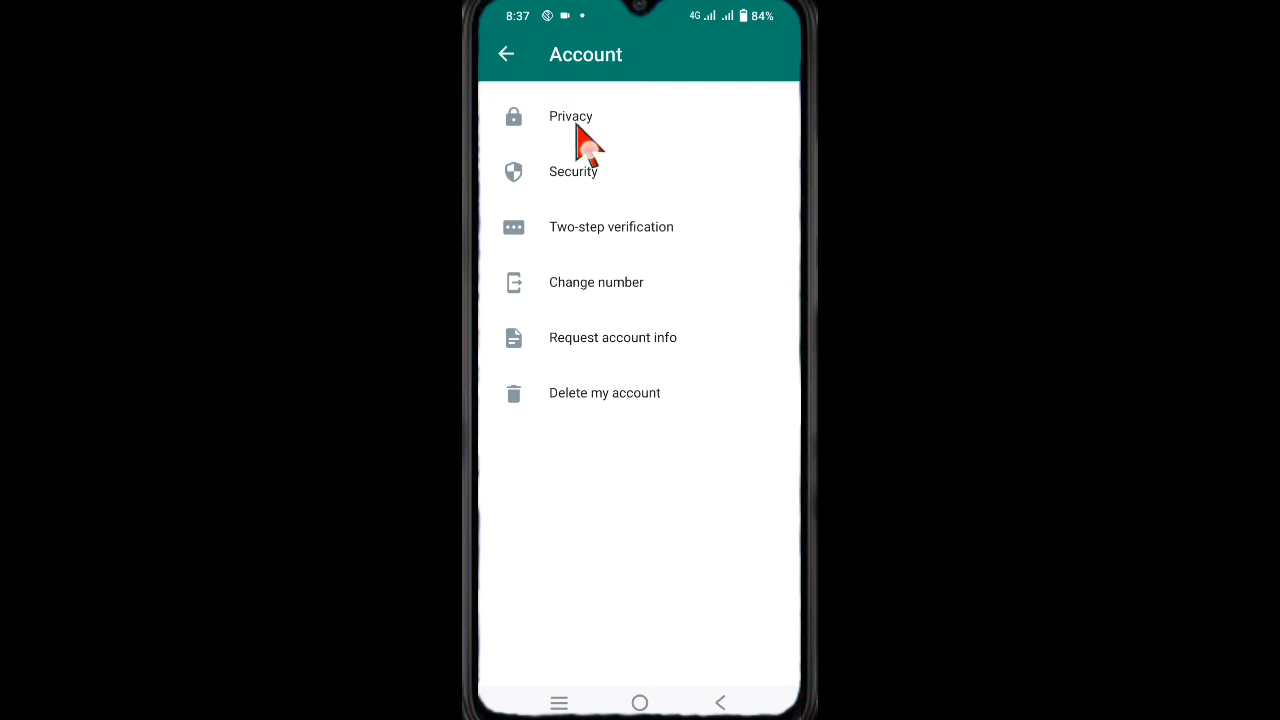 8:37 4G 84%
Account
Privacy
Security
Two-step verification
Change number
Request account info
Delete my account